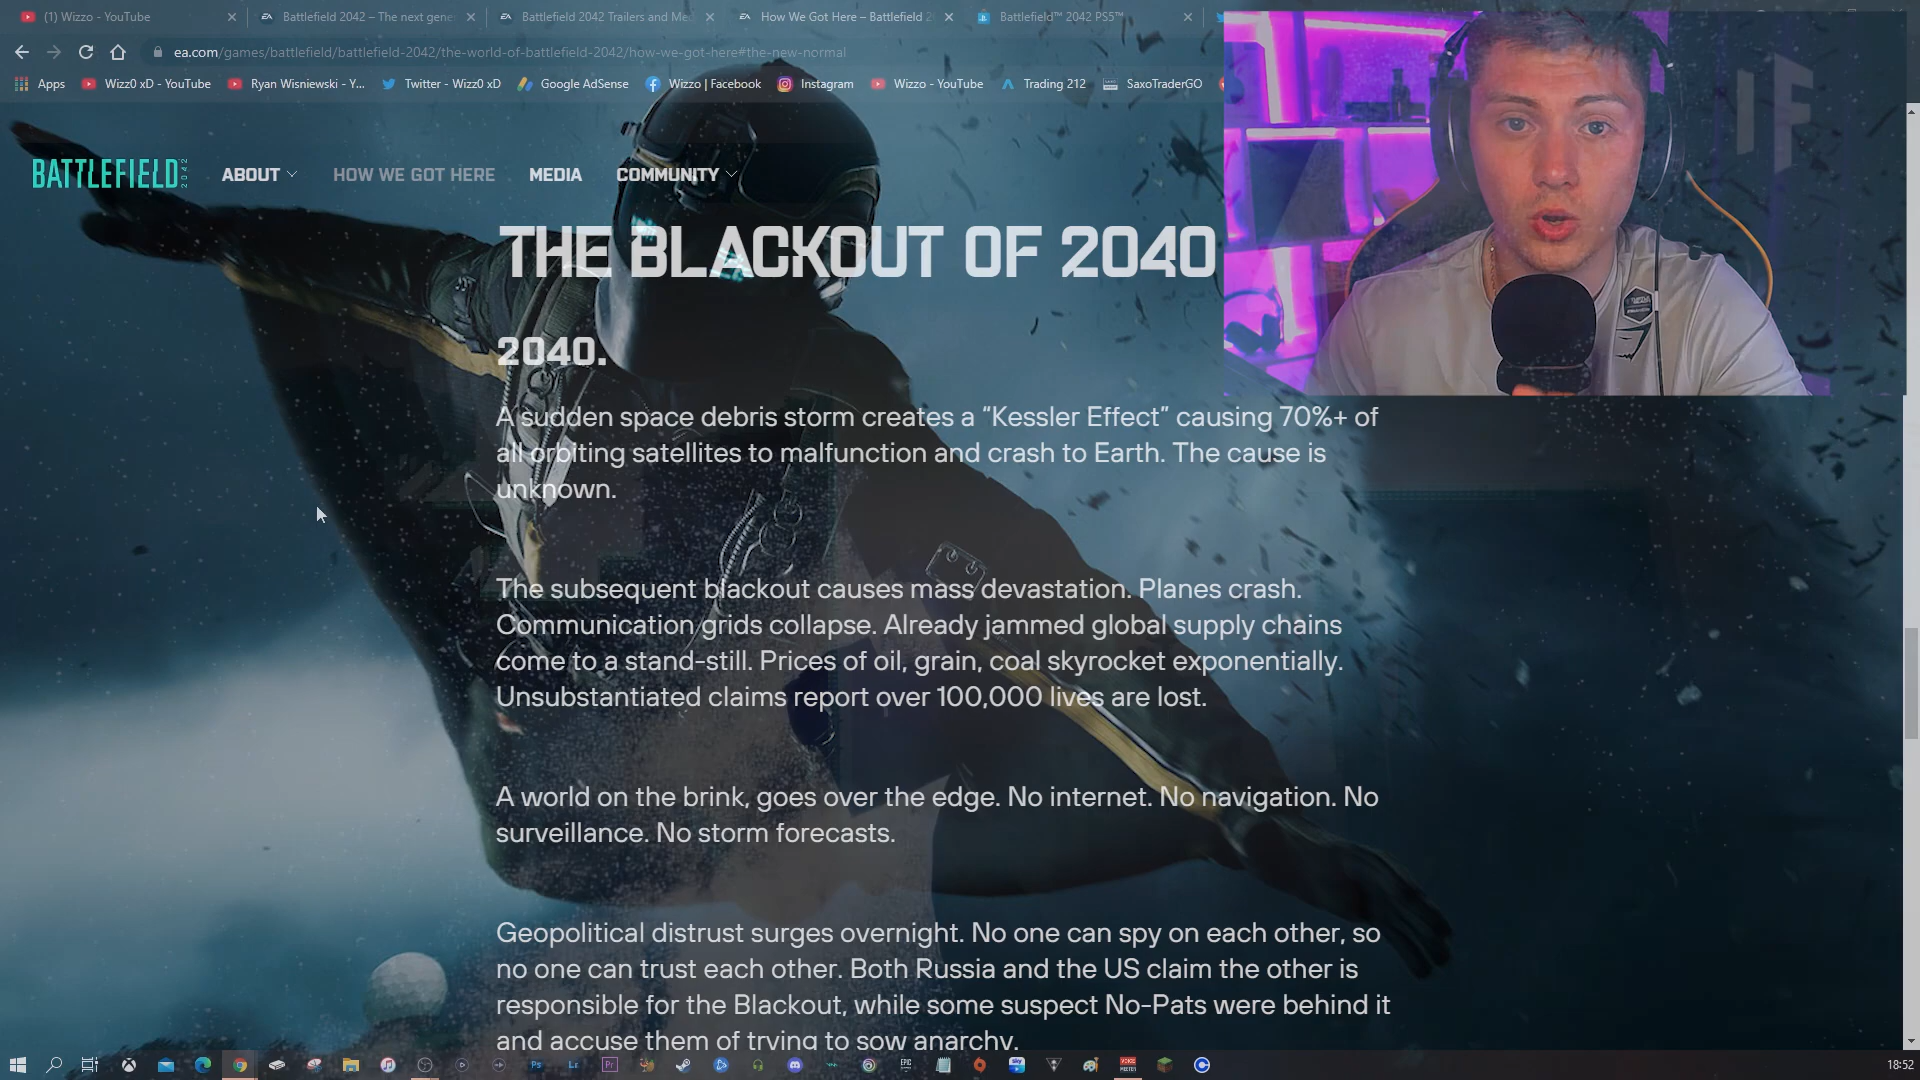 (1) Wizzo - YouTube
Battlefield 2042 – The next gene
Battlefield 2042 Trailers and Me
How We Got Here – Battlefield 2
Battlefield™ 2042 PS5™
ea.com/games/battlefield/battlefield-2042/the-world-of-battlefield-2042/how-we-got-here#the-new-normal
Apps
Wizz0 xD - YouTube
Ryan Wisniewski - Y...
Twitter - Wizz0 xD
Google AdSense
Wizzo | Facebook
Instagram
Wizzo - YouTube
Trading 212
SaxoTraderGO
BATTLEFIELD 2042
ABOUT
HOW WE GOT HERE
MEDIA
COMMUNITY
THE BLACKOUT OF 2040
2040.
A sudden space debris storm creates a “Kessler Effect” causing 70%+ of
all orbiting satellites to malfunction and crash to Earth. The cause is
unknown.
The subsequent blackout causes mass devastation. Planes crash.
Communication grids collapse. Already jammed global supply chains
come to a stand-still. Prices of oil, grain, coal skyrocket exponentially.
Unsubstantiated claims report over 100,000 lives are lost.
A world on the brink, goes over the edge. No internet. No navigation. No
surveillance. No storm forecasts.
Geopolitical distrust surges overnight. No one can spy on each other, so
no one can trust each other. Both Russia and the US claim the other is
responsible for the Blackout, while some suspect No-Pats were behind it
and accuse them of trying to sow anarchy.
18:52